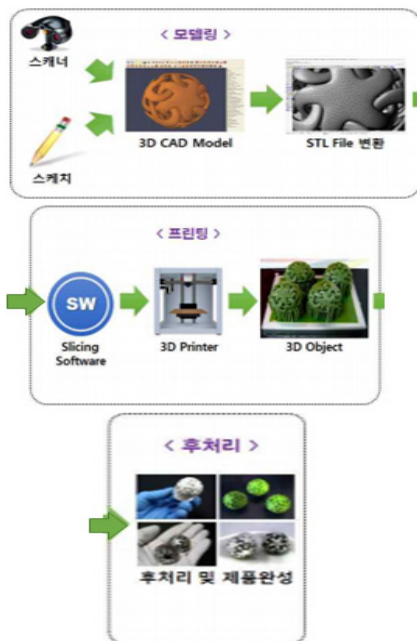 < 모델링 >
스캐너
스케치
3D CAD Model
STL File 변환
< 프린팅 >
SW
Slicing
Software
3D Printer
3D Object
< 후처리 >
후처리 및 제품완성